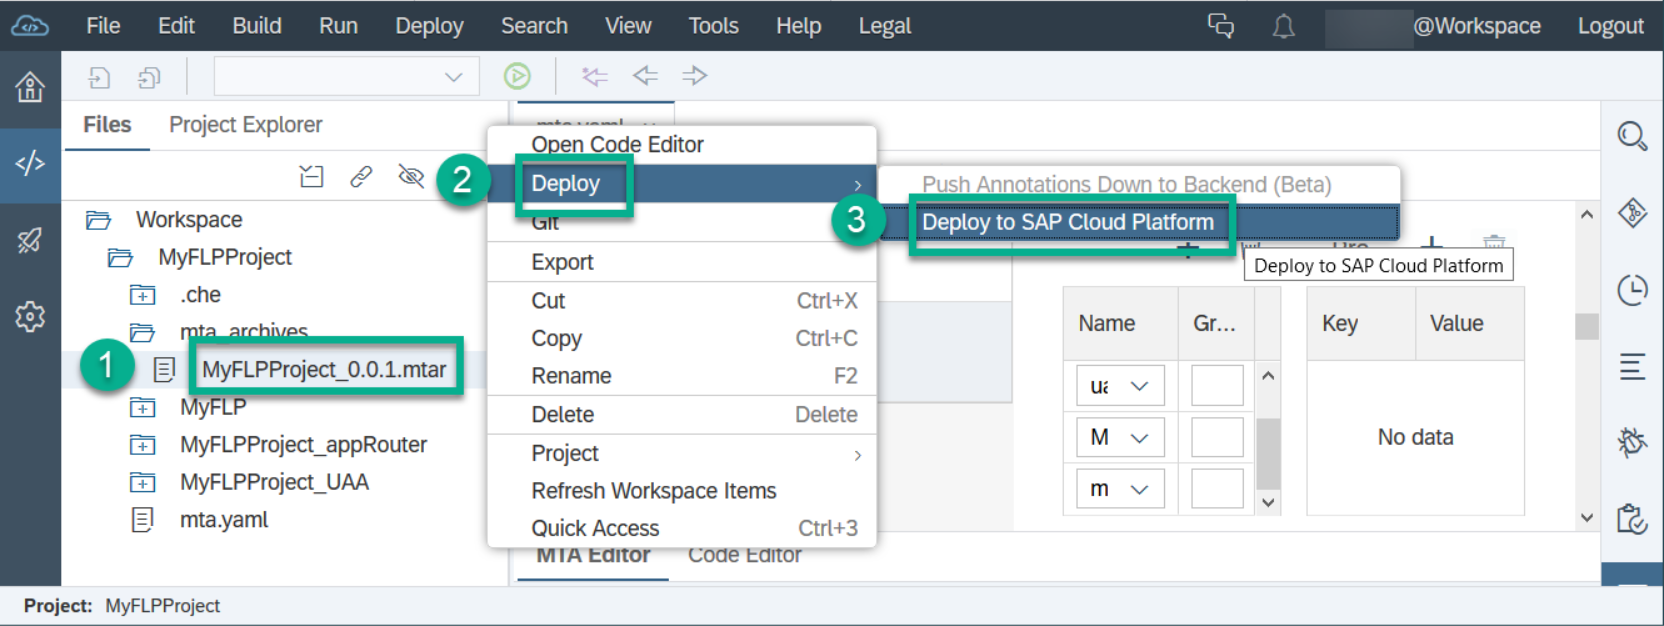 File Edit Build Run Deploy Search View Tools Help Legal @Workspace Logout
Files Project Explorer
mta.yaml
Open Code Editor
2 Deploy
Push Annotations Down to Backend (Beta)
3 Deploy to SAP Cloud Platform
Deploy to SAP Cloud Platform
Git
Export
Cut Ctrl+X
Copy Ctrl+C
Rename F2
Delete Delete
Project
Refresh Workspace Items
Quick Access Ctrl+3
Workspace
MyFLPProject
.che
mta_archives
1 MyFLPProject_0.0.1.mtar
MyFLP
MyFLPProject_appRouter
MyFLPProject_UAA
mta.yaml
Name Gr... Key Value
M
m
No data
MTA Editor Code Editor
Project: MyFLPProject